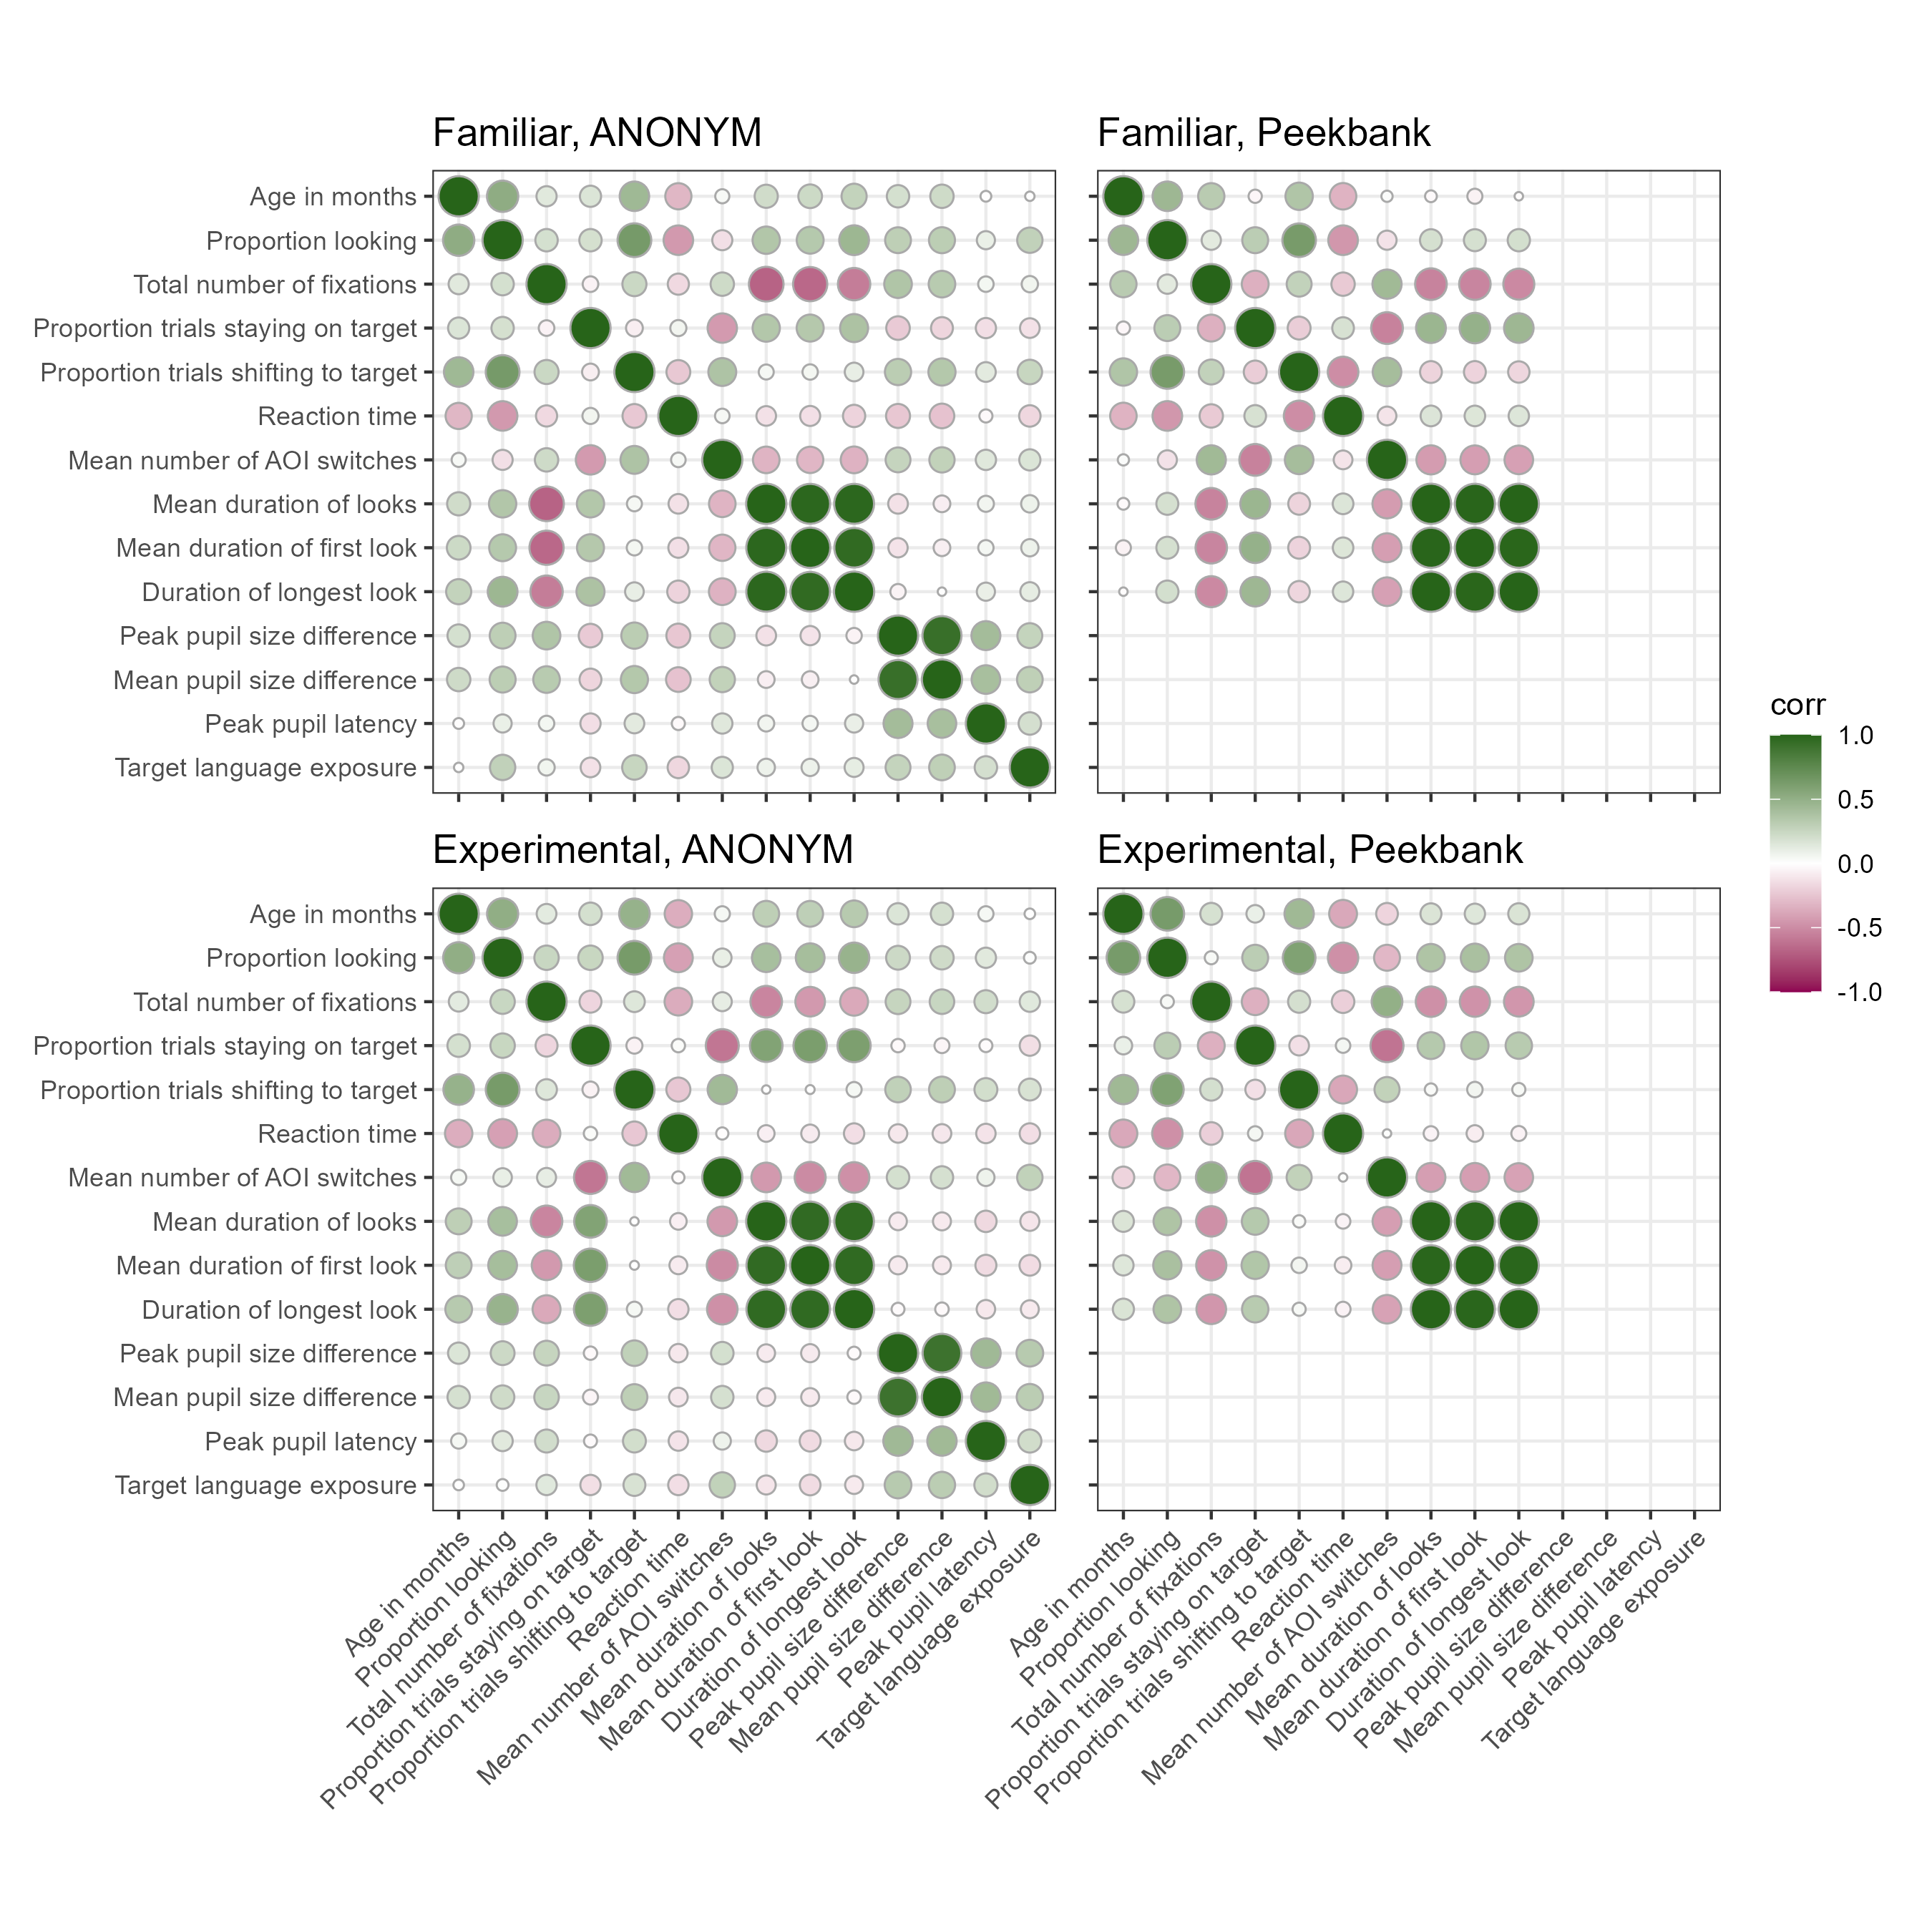 Familiar, ANONYM
Familiar, Peekbank
Age in months
Proportion looking
Total number of fixations
Proportion trials staying on target
Proportion trials shifting to target
Reaction time
Mean number of AOI switches
Mean duration of looks
Mean duration of first look
Duration of longest look
Peak pupil size difference
Mean pupil size difference
Peak pupil latency
Target language exposure
corr
1.0
0.5
0.0
-0.5
-1.0
Experimental, ANONYM
Experimental, Peekbank
Age in months
Proportion looking
Total number of fixations
Proportion trials staying on target
Proportion trials shifting to target
Reaction time
Mean number of AOI switches
Mean duration of looks
Mean duration of first look
Duration of longest look
Peak pupil size difference
Mean pupil size difference
Peak pupil latency
Target language exposure
Age in months
Proportion looking
Total number of fixations
Proportion trials staying on target
Proportion trials shifting to target
Reaction time
Mean number of AOI switches
Mean duration of looks
Mean duration of first look
Duration of longest look
Peak pupil size difference
Mean pupil size difference
Peak pupil latency
Target language exposure
Age in months
Proportion looking
Total number of fixations
Proportion trials staying on target
Proportion trials shifting to target
Reaction time
Mean number of AOI switches
Mean duration of looks
Mean duration of first look
Duration of longest look
Peak pupil size difference
Mean pupil size difference
Peak pupil latency
Target language exposure